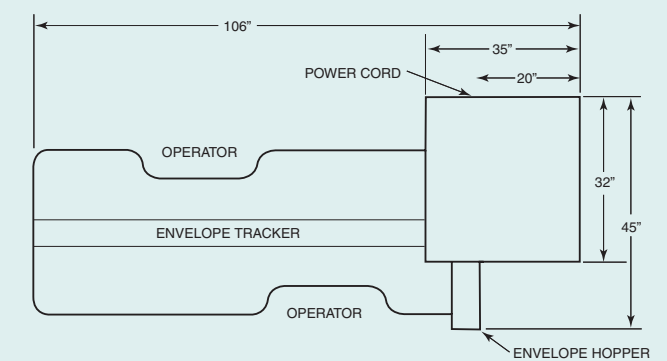 106”
35”
POWER CORD
20”
OPERATOR
32”
ENVELOPE TRACKER
45”
OPERATOR
ENVELOPE HOPPER